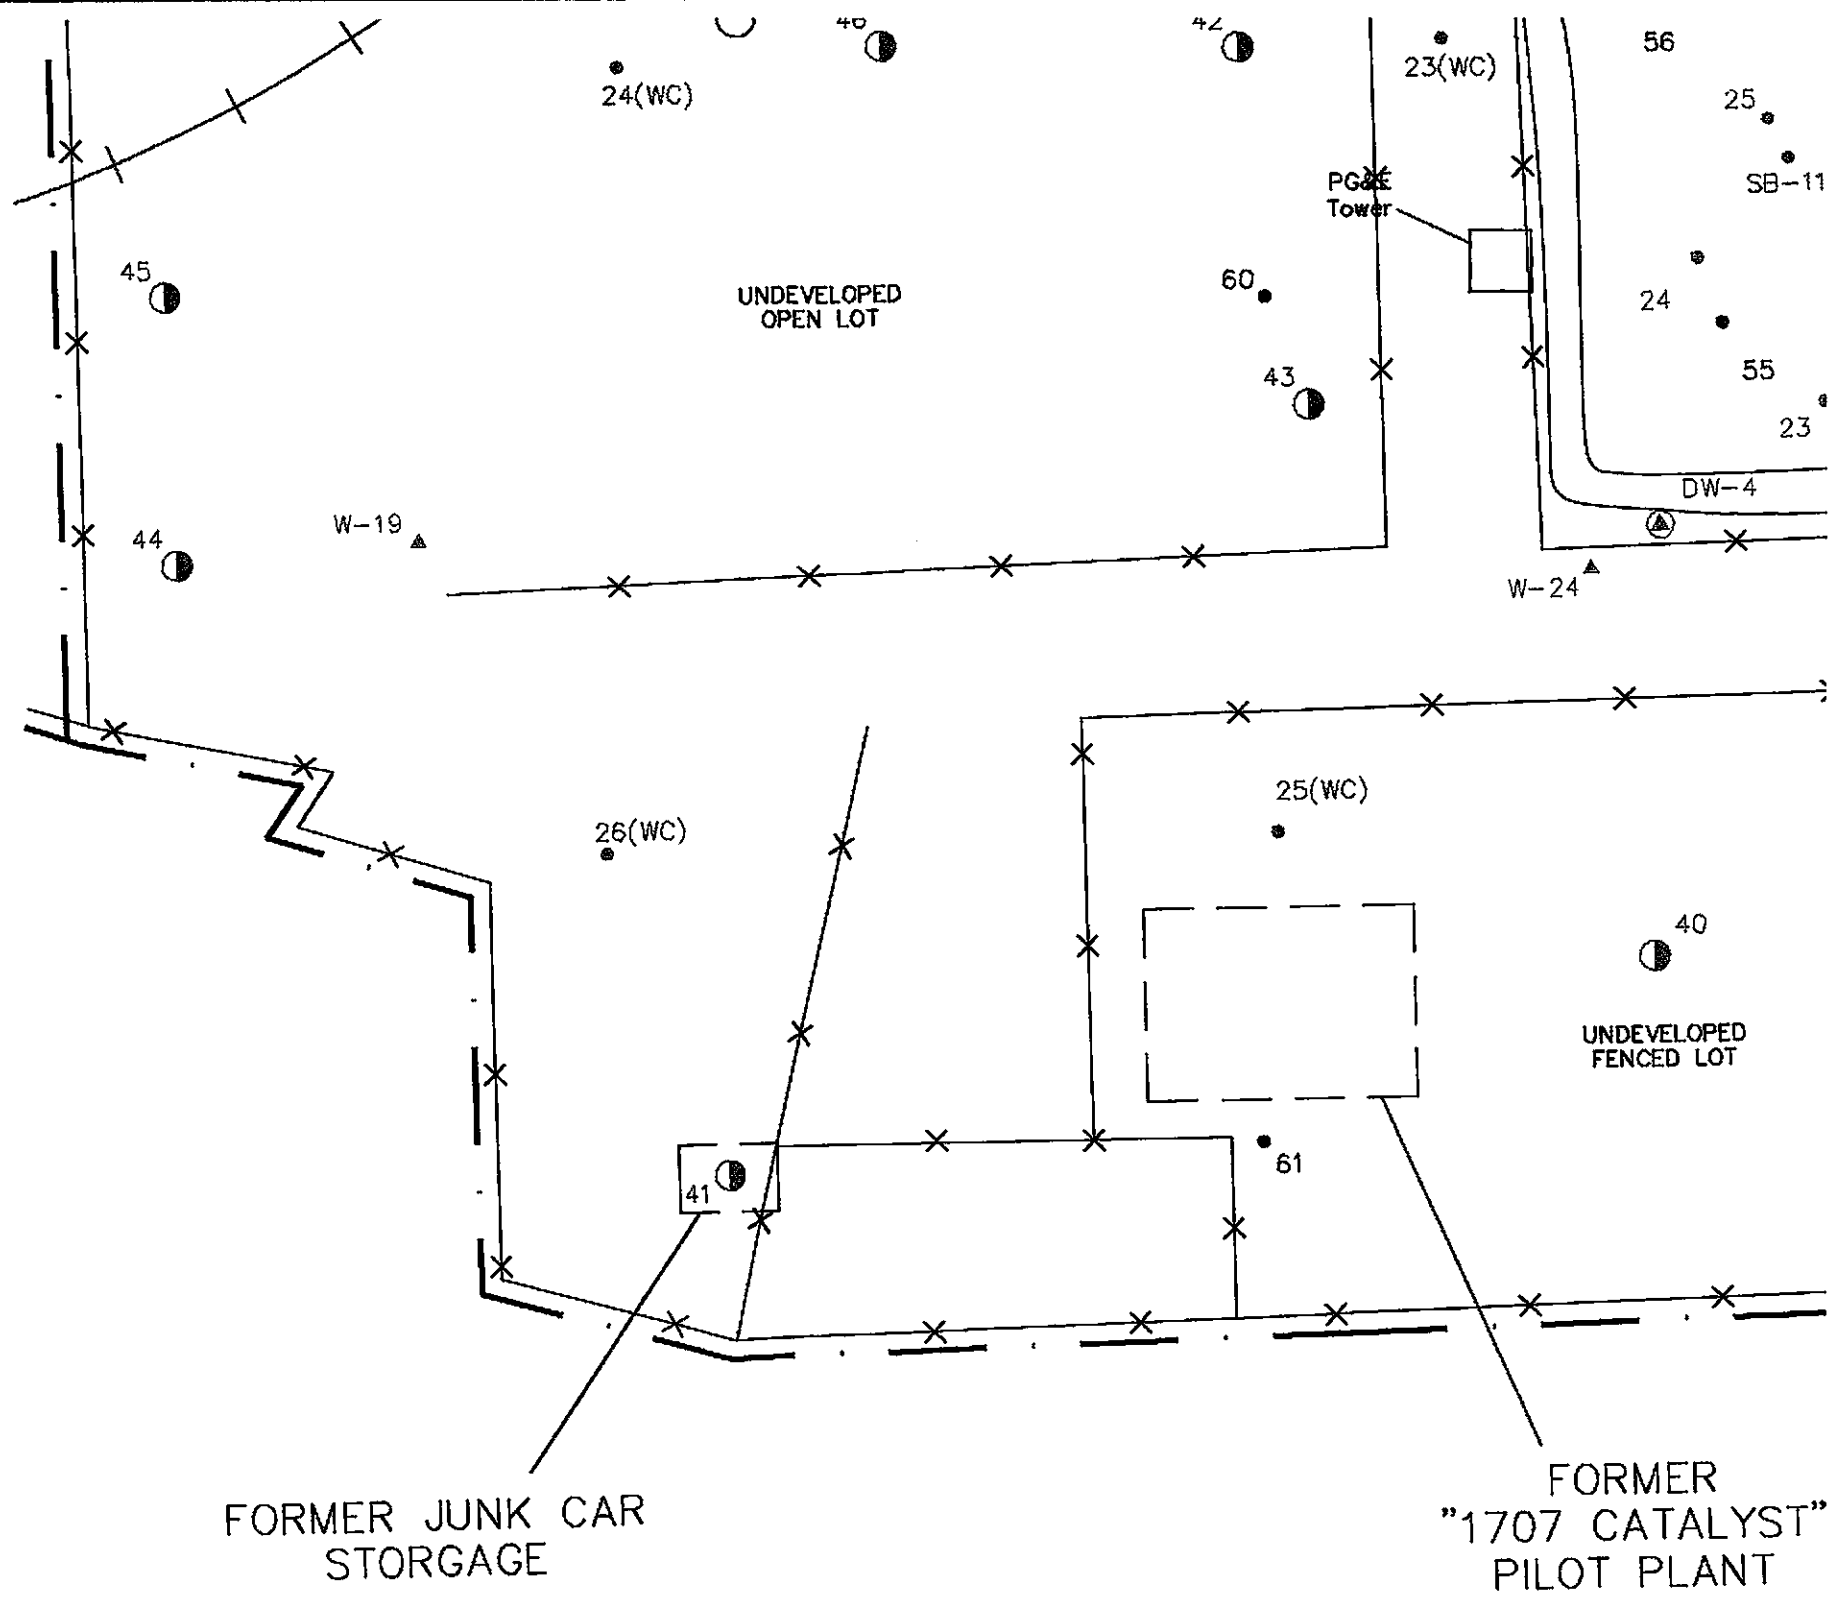 46
42
56
24(WC)
23(WC)
25
SB-11
PG&E
Tower
45
UNDEVELOPED
OPEN LOT
60
24
43
55
23
DW-4
W-19
44
W-24
25(WC)
26(WC)
40
UNDEVELOPED
FENCED LOT
61
41
FORMER JUNK CAR
STORGAGE
FORMER
"1707 CATALYST"
PILOT PLANT